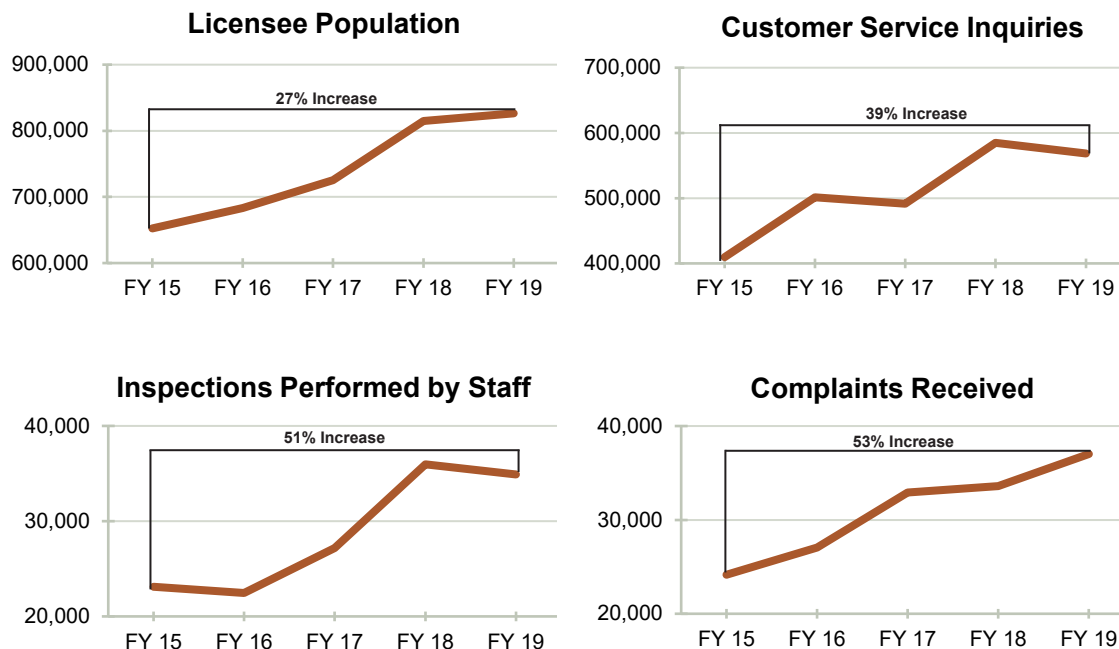 Licensee Population
900,000
800,000
700,000
600,000
27% Increase
FY 15 FY 16 FY 17 FY 18 FY 19
Customer Service Inquiries
700,000
600,000
500,000
400,000
39% Increase
FY 15 FY 16 FY 17 FY 18 FY 19
Inspections Performed by Staff
40,000
30,000
20,000
51% Increase
FY 15 FY 16 FY 17 FY 18 FY 19
Complaints Received
40,000
30,000
20,000
53% Increase
FY 15 FY 16 FY 17 FY 18 FY 19